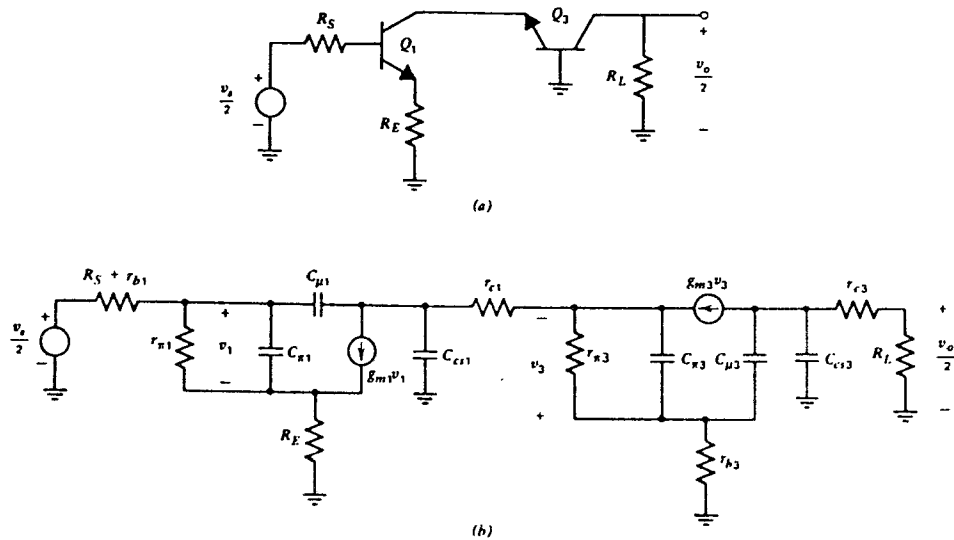 R_S
Q_1
Q_3
+
v_s/2
−
R_E
R_L
+
v_o/2
−
(a)
R_S + r_b1
C_μ1
r_c1
g_m3 v_3
r_c3
+
v_s/2
−
r_π1
+
v_1
−
C_π1
g_m1 v_1
C_cs1
−
v_3
+
r_π3
C_π3
C_μ3
C_cs3
R_L
+
v_o/2
−
R_E
r_b3
(b)